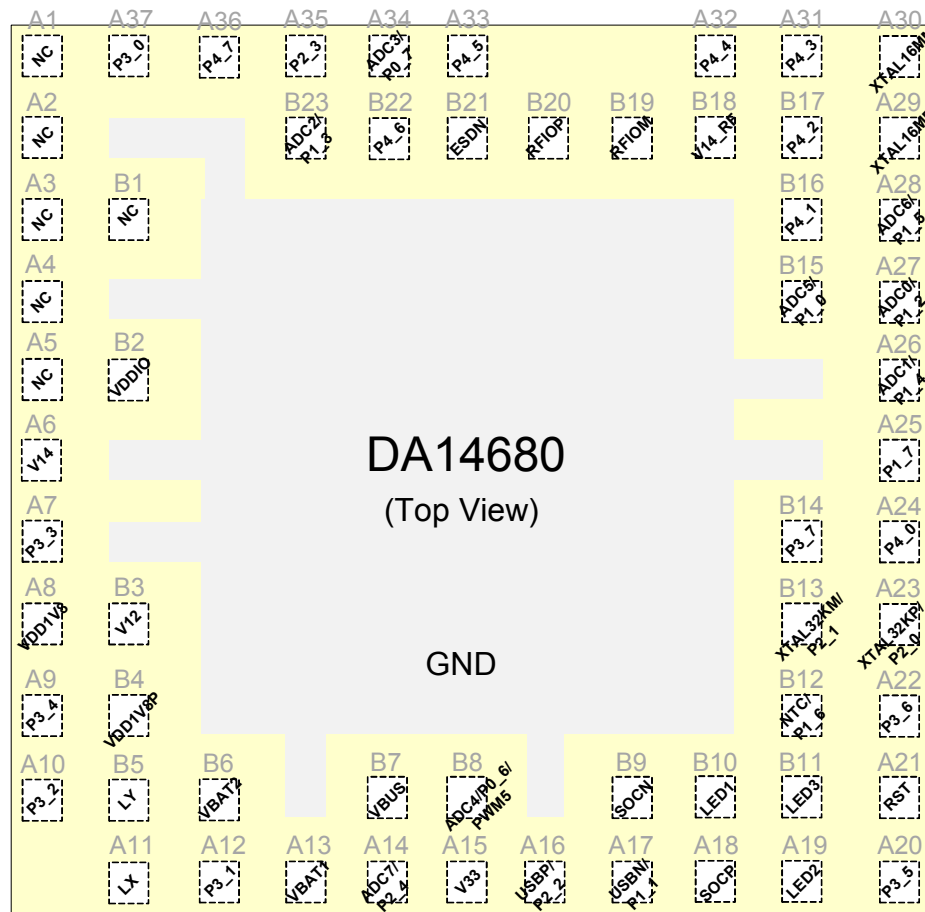 A1 A37 A36 A35 A34 A33 A32 A31 A30
NC P3_0 P4_7 P2_3 ADC3/ P4_5 P4_4 P4_3
P0_7
A2 B23 B22 B21 B20 B19 B18 B17 A29
NC ADC2/ P4_6 ESDN RFIOP RFIOM V14_RF P4_2
P1_3
A3 B1 B16 A28
NC NC P4_1 ADC6/
P1_5
A4 B15 A27
NC ADC5/ ADC0/
P1_0 P1_2
A5 B2 A26
NC VDDIO ADC1/
P1_4
A6 A25
V14 P1_7
DA14680
(Top View)
A7 B14 A24
P3_3 P3_7 P4_0
A8 B3 B13 A23
VDD1V8 V12 XTAL32KM/ XTAL32KP/
P2_1 P2_0
GND
A9 B4 B12 A22
P3_4 VDD1V8P NTC/ P3_6
P1_6
A10 B5 B6 B7 B8 B9 B10 B11 A21
P3_2 LY VBAT2 VBUS ADC4/P0_6/ SOCN LED1 LED3 RST
PWM5
A11 A12 A13 A14 A15 A16 A17 A18 A19 A20
LX P3_1 VBAT1 ADC7/ V33 USBP/ USBN/ SOCP LED2 P3_5
P2_4 P2_2 P1_1